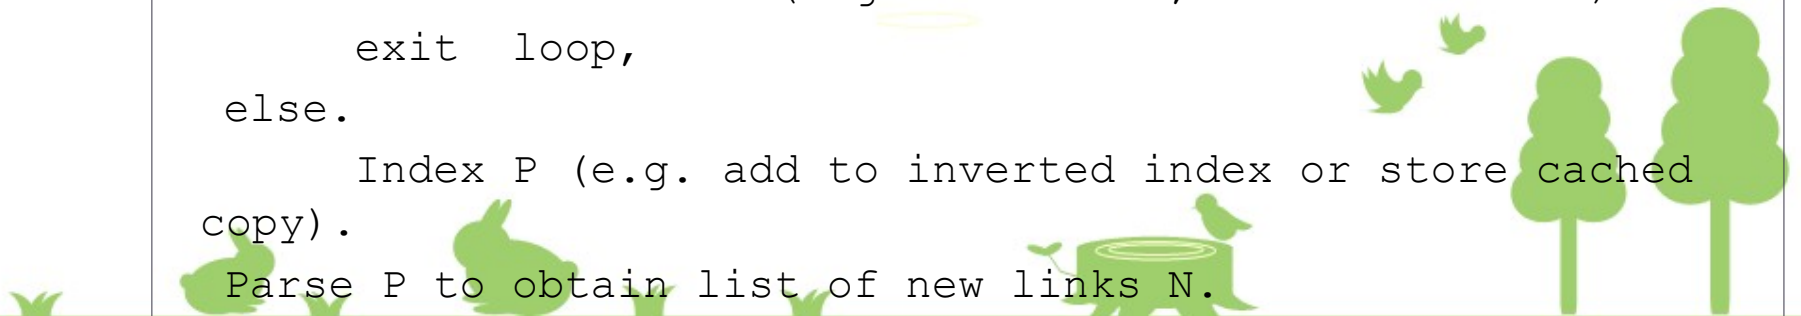 exit loop,
else.
Index P (e.g. add to inverted index or store cached
copy).
Parse P to obtain list of new links N.